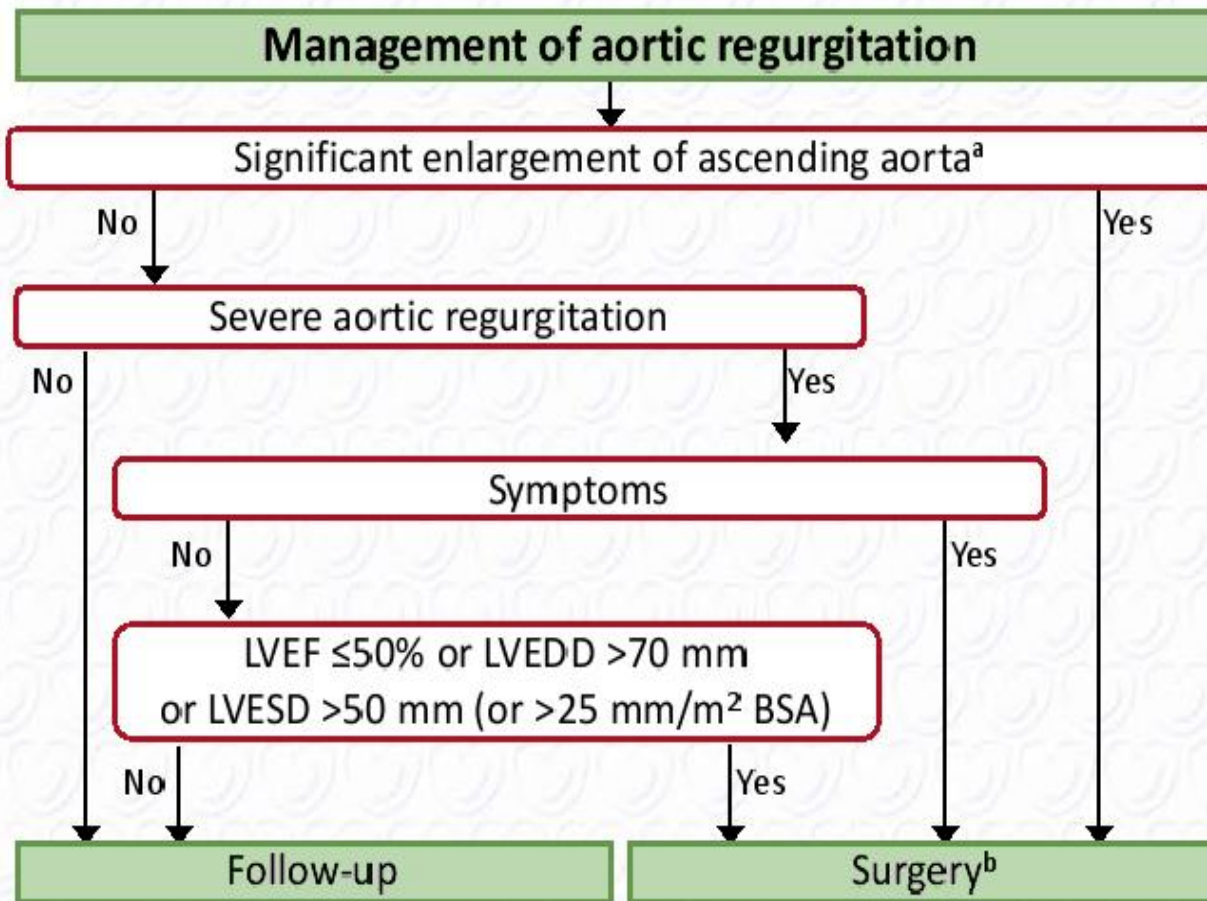 Management of aortic regurgitation
Significant enlargement of ascending aortaᵃ
No
Yes
Severe aortic regurgitation
No
Yes
Symptoms
No
Yes
LVEF ≤50% or LVEDD >70 mm
or LVESD >50 mm (or >25 mm/m² BSA)
No
Yes
Follow-up
Surgeryᵇ